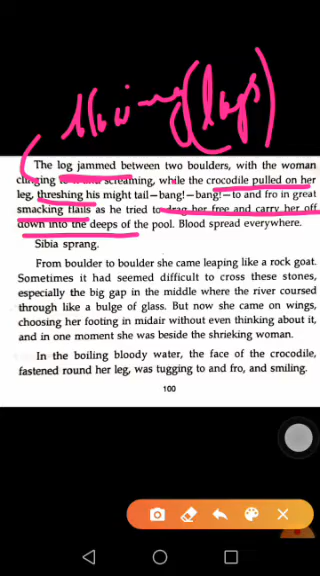 The log jammed between two boulders, with the woman
clinging to it and screaming, while the crocodile pulled on her
leg, threshing his might tail—bang!—bang!—to and fro in great
smacking flails as he tried to drag her free and carry her off
down into the deeps of the pool. Blood spread everywhere.
Sibia sprang.
From boulder to boulder she came leaping like a rock goat.
Sometimes it had seemed difficult to cross these stones,
especially the big gap in the middle where the river coursed
through like a bulge of glass. But now she came on wings,
choosing her footing in midair without even thinking about it,
and in one moment she was beside the shrieking woman.
In the boiling bloody water, the face of the crocodile,
fastened round her leg, was tugging to and fro, and smiling.
100